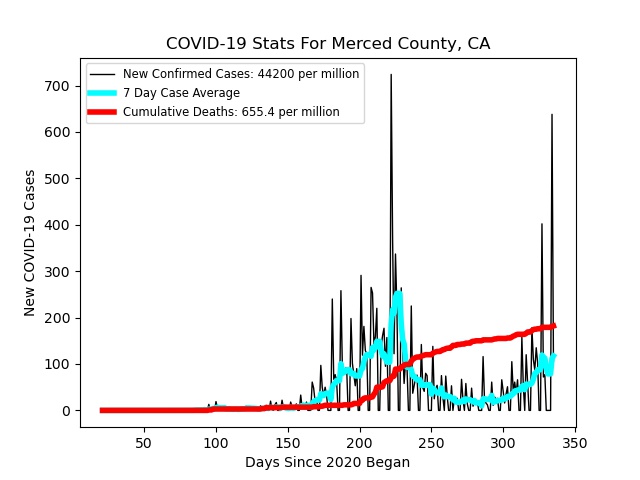 COVID-19 Stats For Merced County, CA
New Confirmed Cases: 44200 per million
7 Day Case Average
Cumulative Deaths: 655.4 per million
New COVID-19 Cases
700
600
500
400
300
200
100
0
50 100 150 200 250 300 350
Days Since 2020 Began